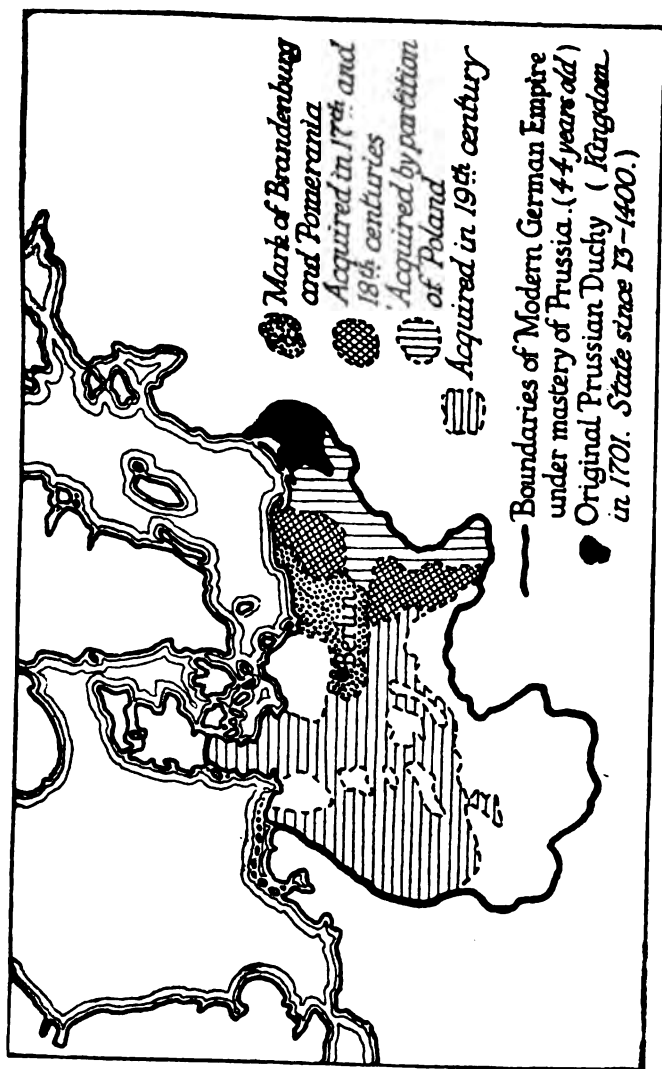 Mark of Brandenburg
and Pomerania
Acquired in 17th and
18th centuries
Acquired by partition
of Poland
Acquired in 19th century
Boundaries of Modern German Empire
under mastery of Prussia. (44 years old)
Original Prussian Duchy (Kingdom
in 1701. State since 13-1400.)
Berlin